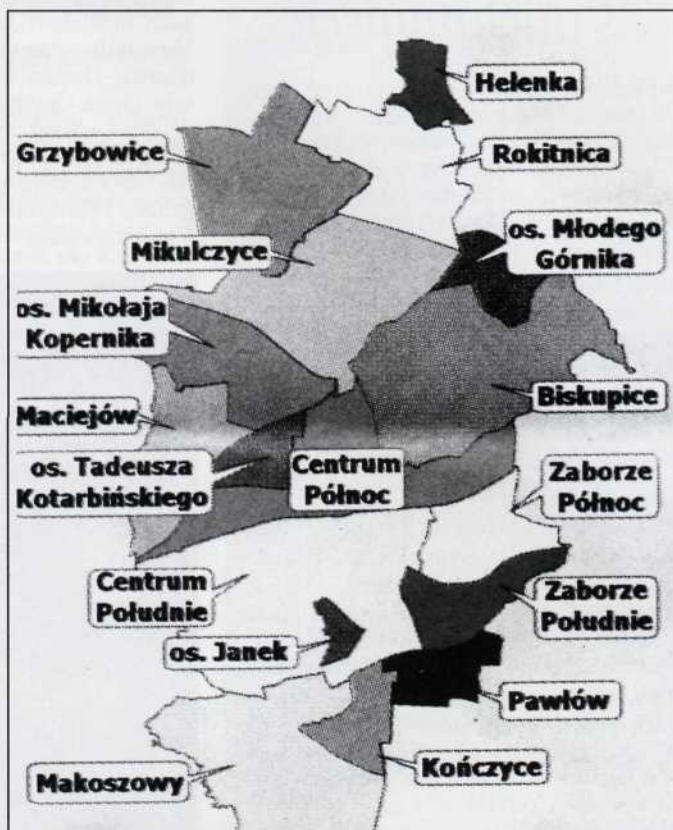 Helenka
Grzybowice
Rokitnica
os. Młodego
Górnika
Mikulczyce
os. Mikołaja
Kopernika
Biskupice
Maciejów
os. Tadeusza
Kotarbińskiego
Centrum
Północ
Zaborze
Północ
Centrum
Południe
Zaborze
Południe
os. Janek
Pawłów
Makoszowy
Kończyce